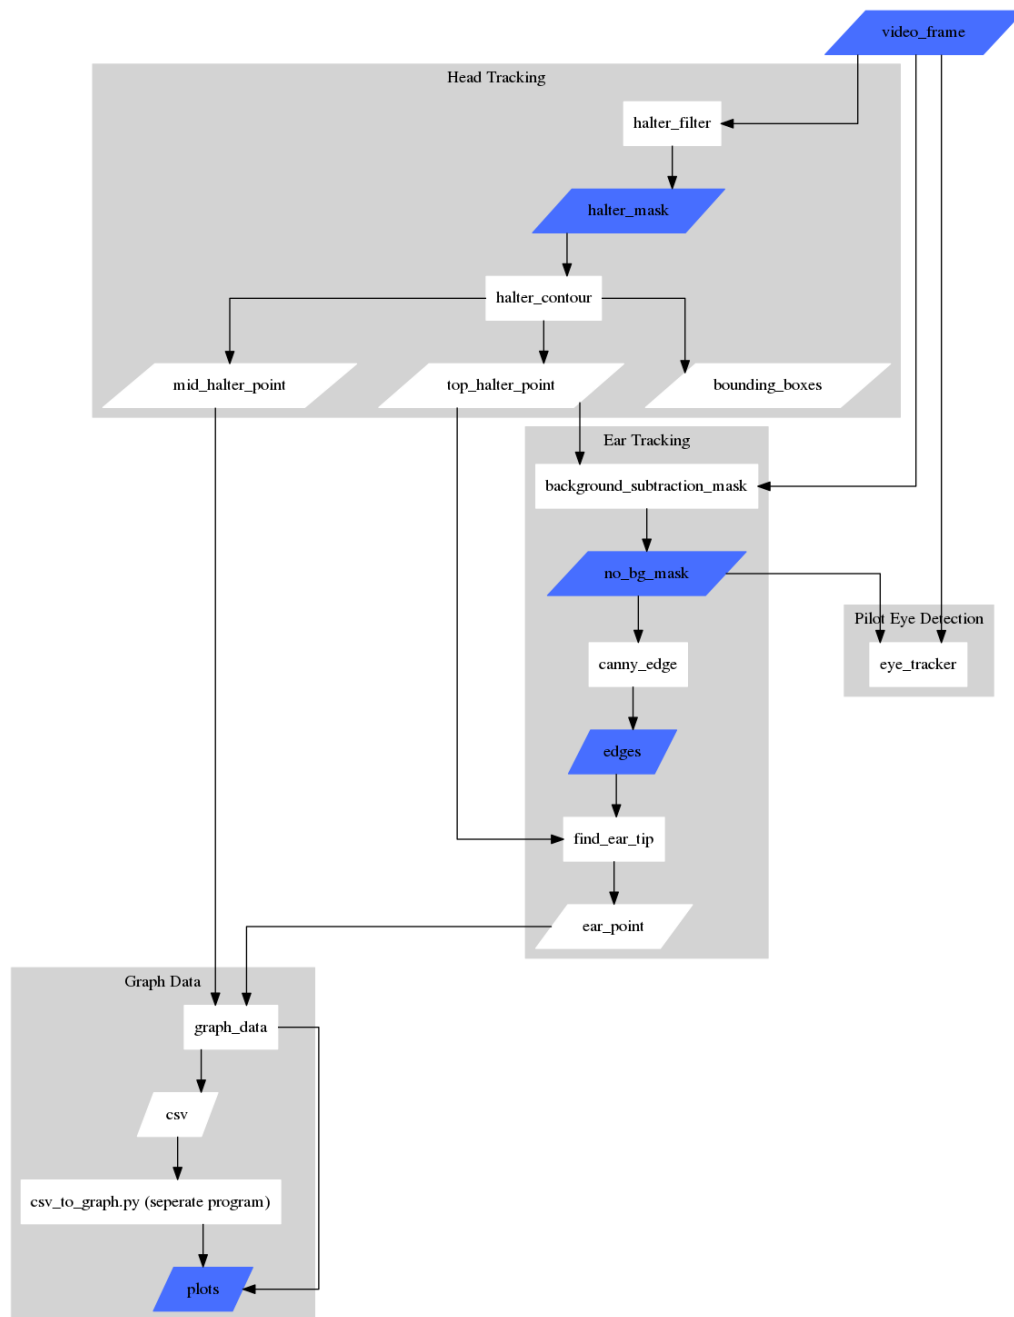 video_frame
Head Tracking
halter_filter
halter_mask
halter_contour
mid_halter_point
top_halter_point
bounding_boxes
Ear Tracking
background_subtraction_mask
no_bg_mask
Pilot Eye Detection
canny_edge
eye_tracker
edges
find_ear_tip
ear_point
Graph Data
graph_data
csv
csv_to_graph.py (seperate program)
plots